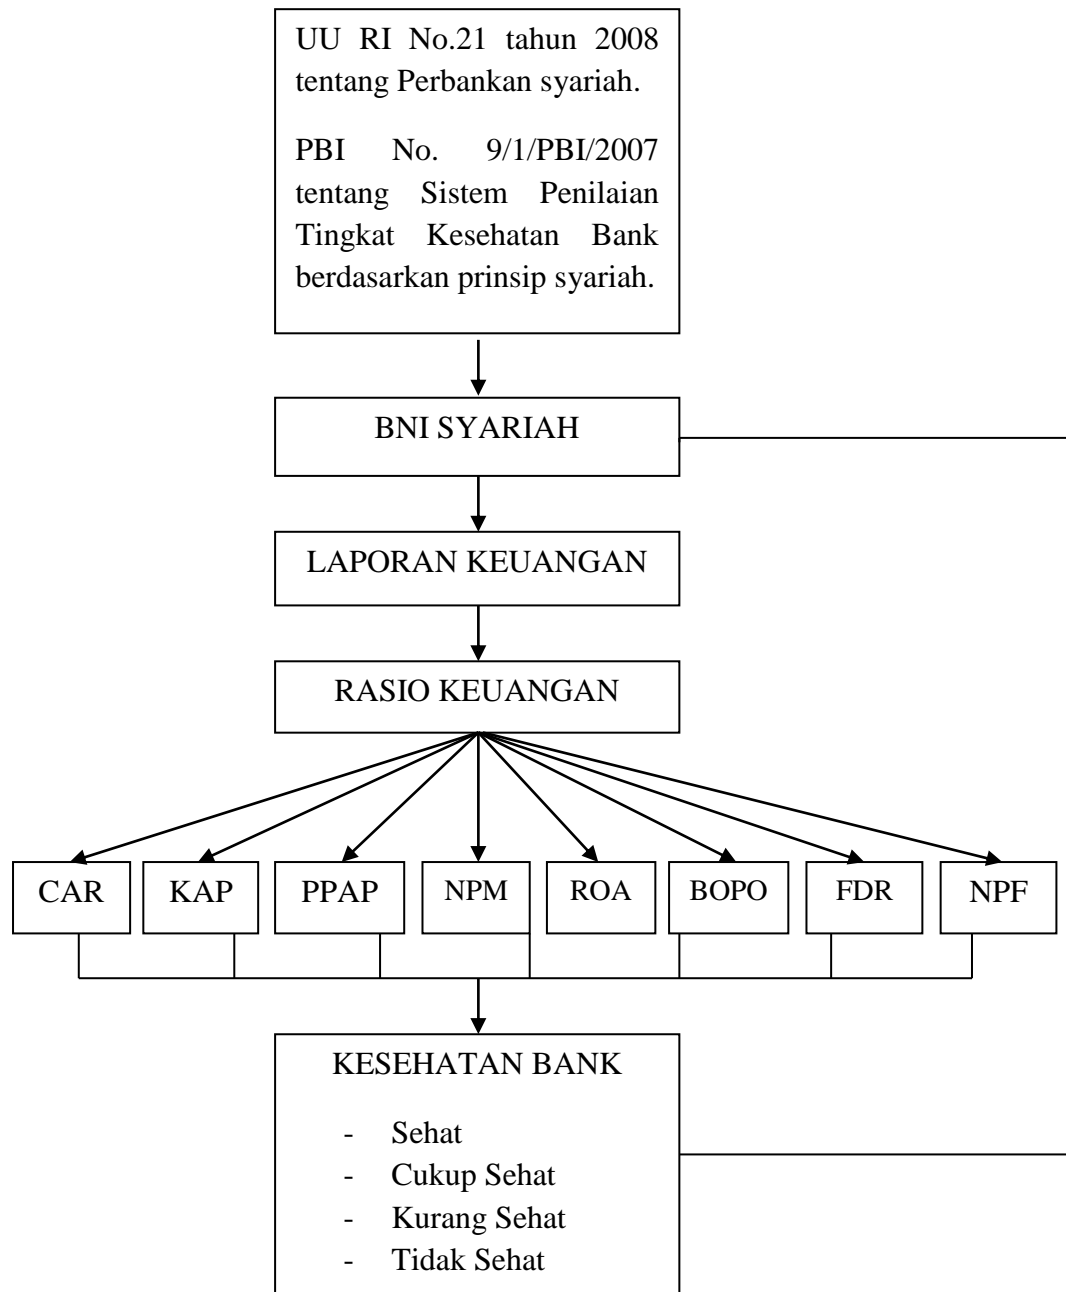 UU RI No.21 tahun 2008
tentang Perbankan syariah.
PBI No. 9/1/PBI/2007
tentang Sistem Penilaian
Tingkat Kesehatan Bank
berdasarkan prinsip syariah.
BNI SYARIAH
LAPORAN KEUANGAN
RASIO KEUANGAN
CAR KAP PPAP NPM ROA BOPO FDR NPF
KESEHATAN BANK
- Sehat
- Cukup Sehat
- Kurang Sehat
- Tidak Sehat